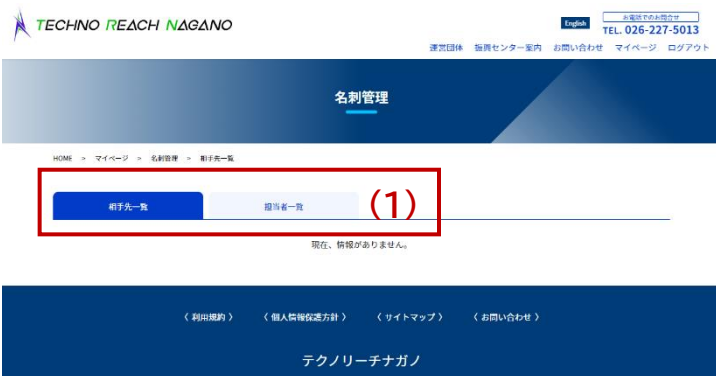 TECHNO REACH NAGANO
English
お電話でのお問合せ
TEL. 026-227-5013
運営団体 振興センター案内 お問い合わせ マイページ ログアウト
名刺管理
HOME > マイページ > 名刺管理 > 相手先一覧
相手先一覧 担当者一覧 (1)
現在、情報がありません。
〈 利用規約 〉 〈 個人情報保護方針 〉 〈 サイトマップ 〉 〈 お問い合わせ 〉
テクノリーチナガノ